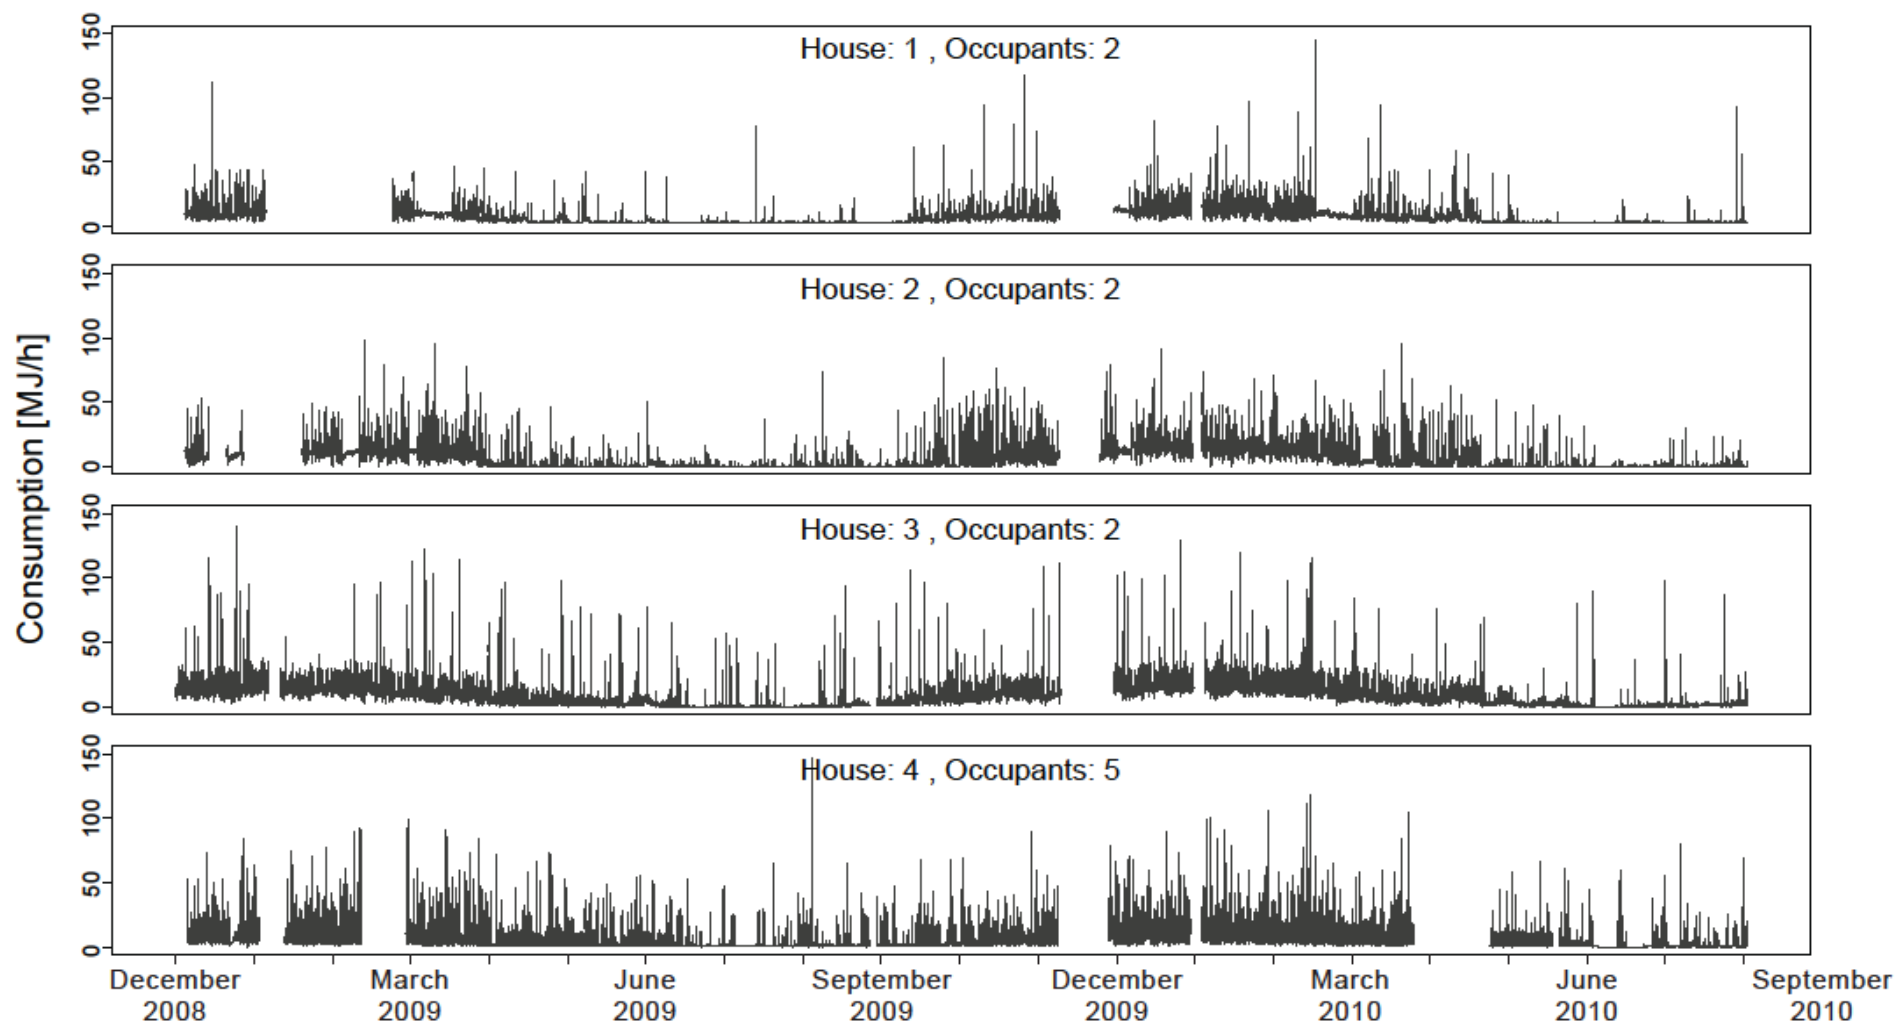 House: 1 , Occupants: 2
150
100
50
0
House: 2 , Occupants: 2
150
100
50
0
House: 3 , Occupants: 2
150
100
50
0
House: 4 , Occupants: 5
150
100
50
0
Consumption [MJ/h]
December March June September December March June September
2008 2009 2009 2009 2009 2010 2010 2010